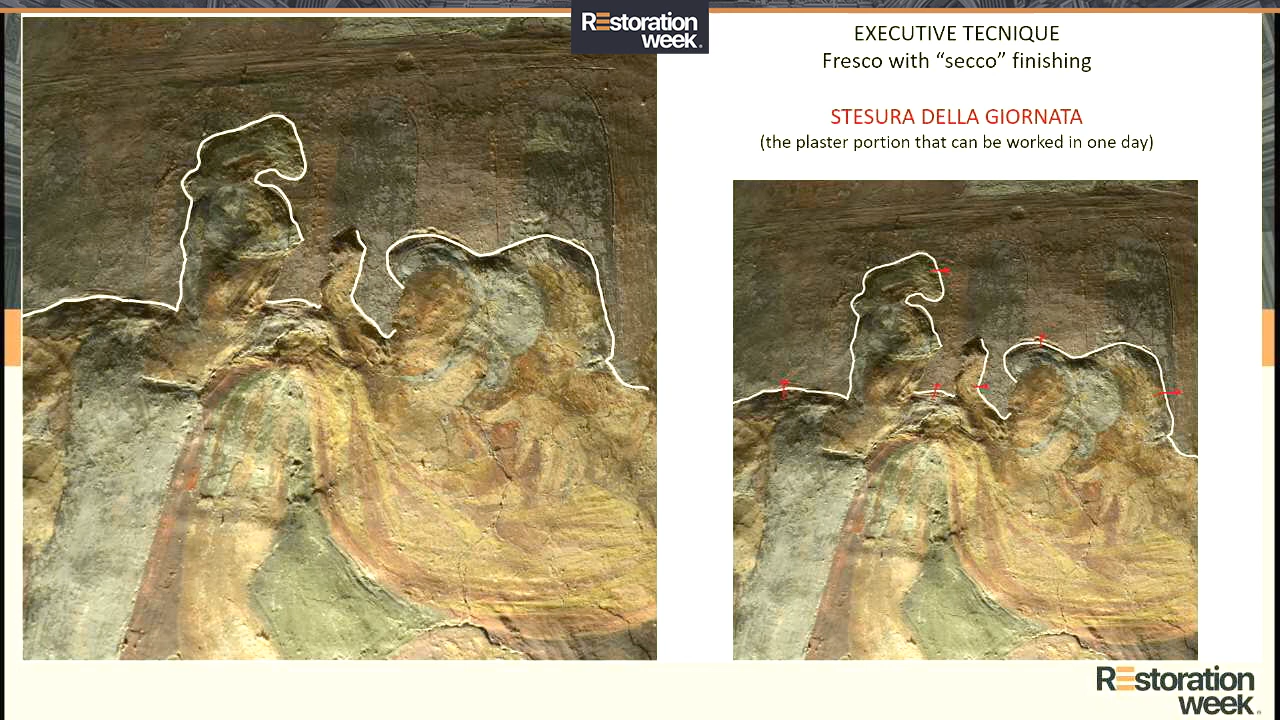 REstoration
week.
EXECUTIVE TECNIQUE
Fresco with “secco” finishing
STESURA DELLA GIORNATA
(the plaster portion that can be worked in one day)
REstoration
week.